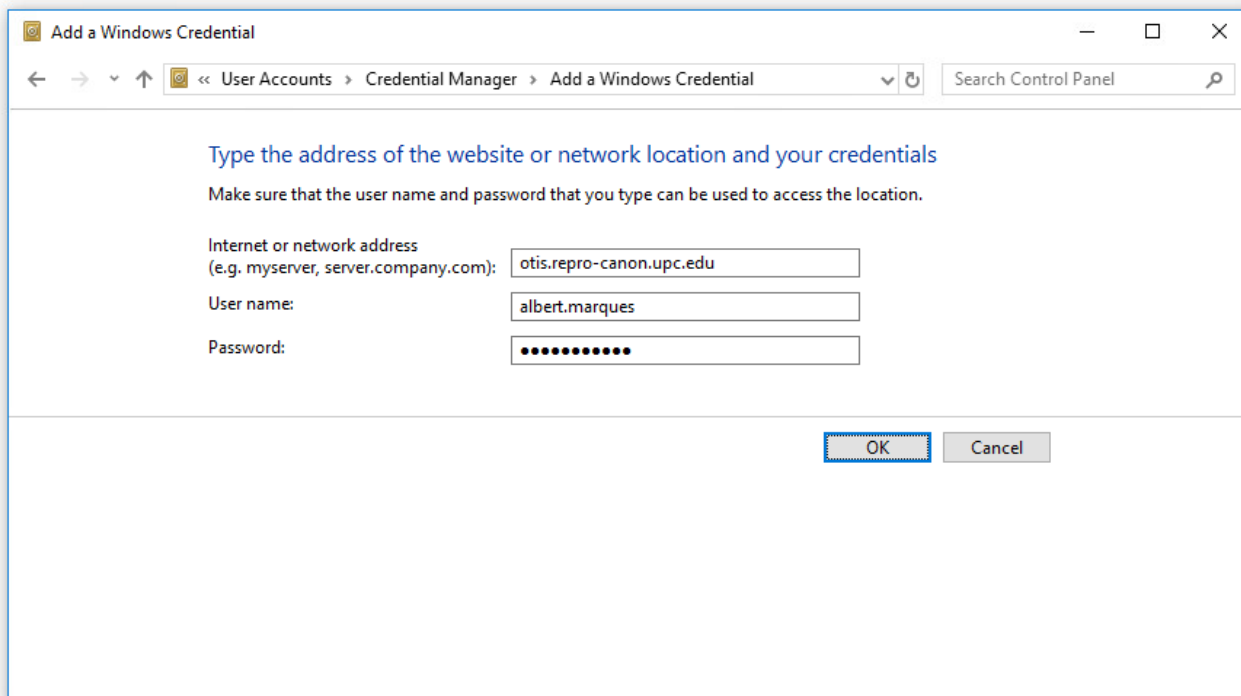 Add a Windows Credential
« User Accounts › Credential Manager › Add a Windows Credential
Search Control Panel
Type the address of the website or network location and your credentials
Make sure that the user name and password that you type can be used to access the location.
Internet or network address
(e.g. myserver, server.company.com):
otis.repro-canon.upc.edu
User name:
albert.marques
Password:
•••••••••••
OK
Cancel